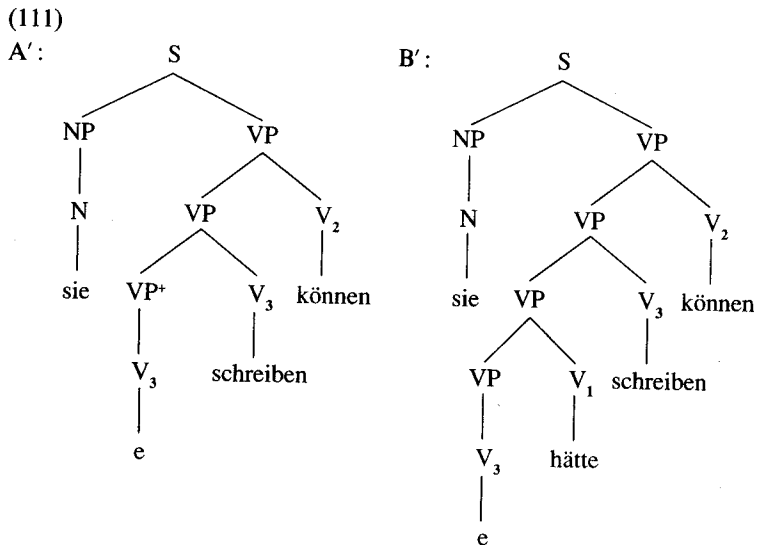 (111)
A′: S B′: S
NP VP NP VP
N VP V₂ N VP V₂
sie VP⁺ V₃ können sie VP V₃ können
V₃ schreiben VP V₁ schreiben
e V₃ hätte
e